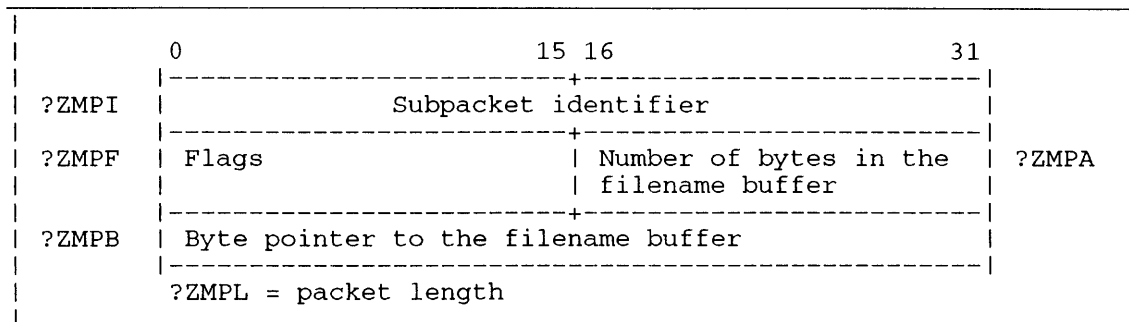 0 15 16 31
?ZMPI Subpacket identifier
?ZMPF Flags Number of bytes in the ?ZMPA
filename buffer
?ZMPB Byte pointer to the filename buffer
?ZMPL = packet length